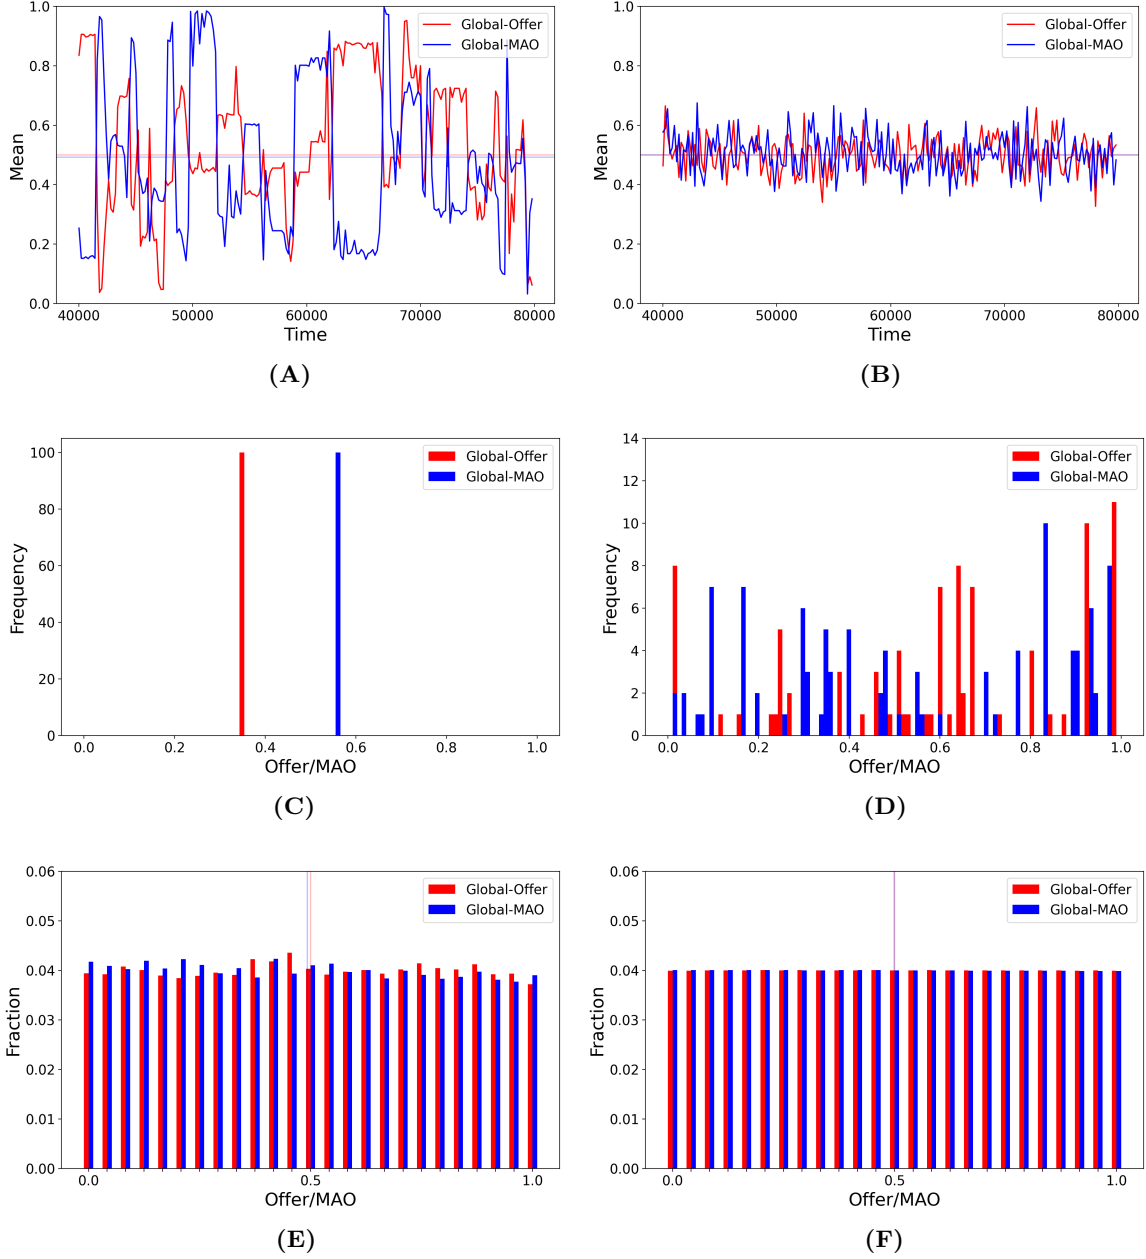 1.0
0.8
0.6
0.4
0.2
0.0
Mean
40000 50000 60000 70000 80000
Time
Global-Offer
Global-MAO
(A)
1.0
0.8
0.6
0.4
0.2
0.0
Mean
40000 50000 60000 70000 80000
Time
Global-Offer
Global-MAO
(B)
100
80
60
40
20
0
Frequency
0.0 0.2 0.4 0.6 0.8 1.0
Offer/MAO
Global-Offer
Global-MAO
(C)
14
12
10
8
6
4
2
0
Frequency
0.0 0.2 0.4 0.6 0.8 1.0
Offer/MAO
Global-Offer
Global-MAO
(D)
0.06
0.05
0.04
0.03
0.02
0.01
0.00
Fraction
0.0 0.5 1.0
Offer/MAO
Global-Offer
Global-MAO
(E)
0.06
0.05
0.04
0.03
0.02
0.01
0.00
Fraction
0.0 0.5 1.0
Offer/MAO
Global-Offer
Global-MAO
(F)